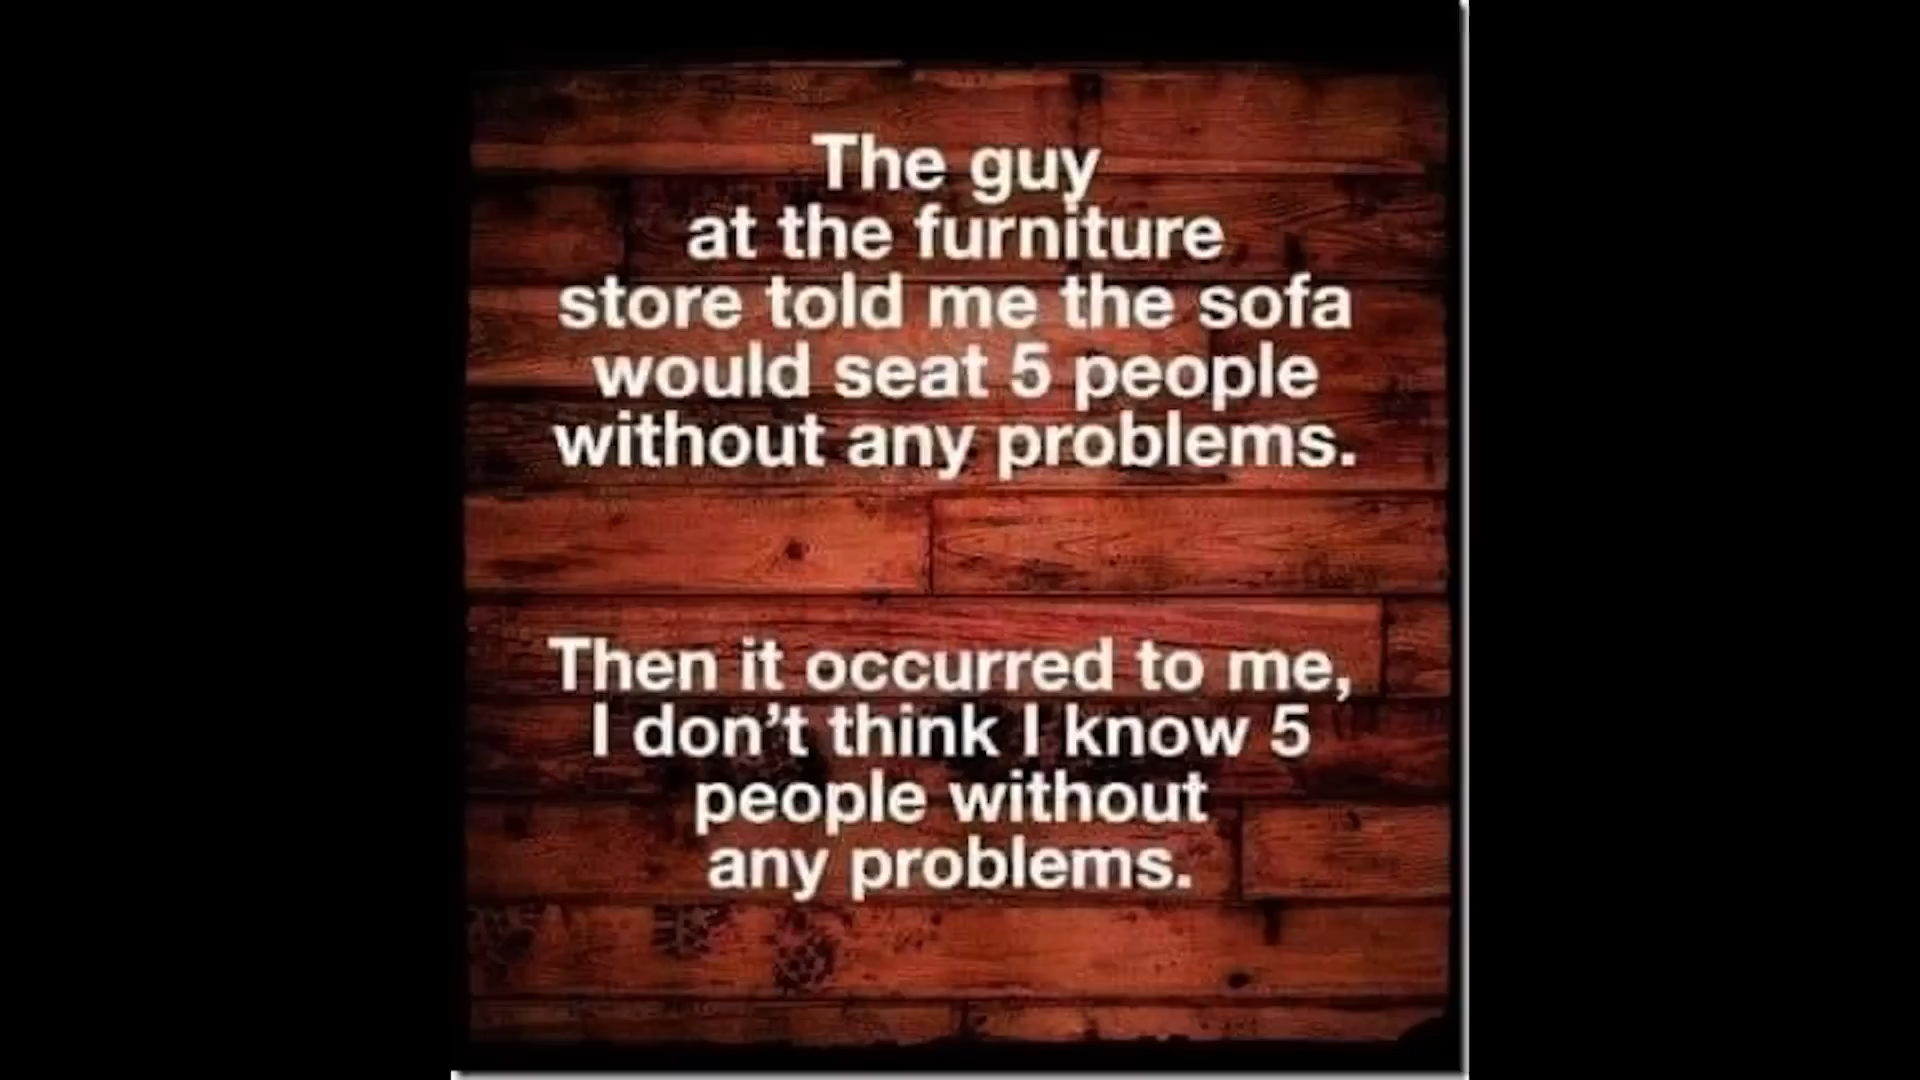 The guy
at the furniture
store told me the sofa
would seat 5 people
without any problems.
Then it occurred to me,
I don’t think I know 5
people without
any problems.